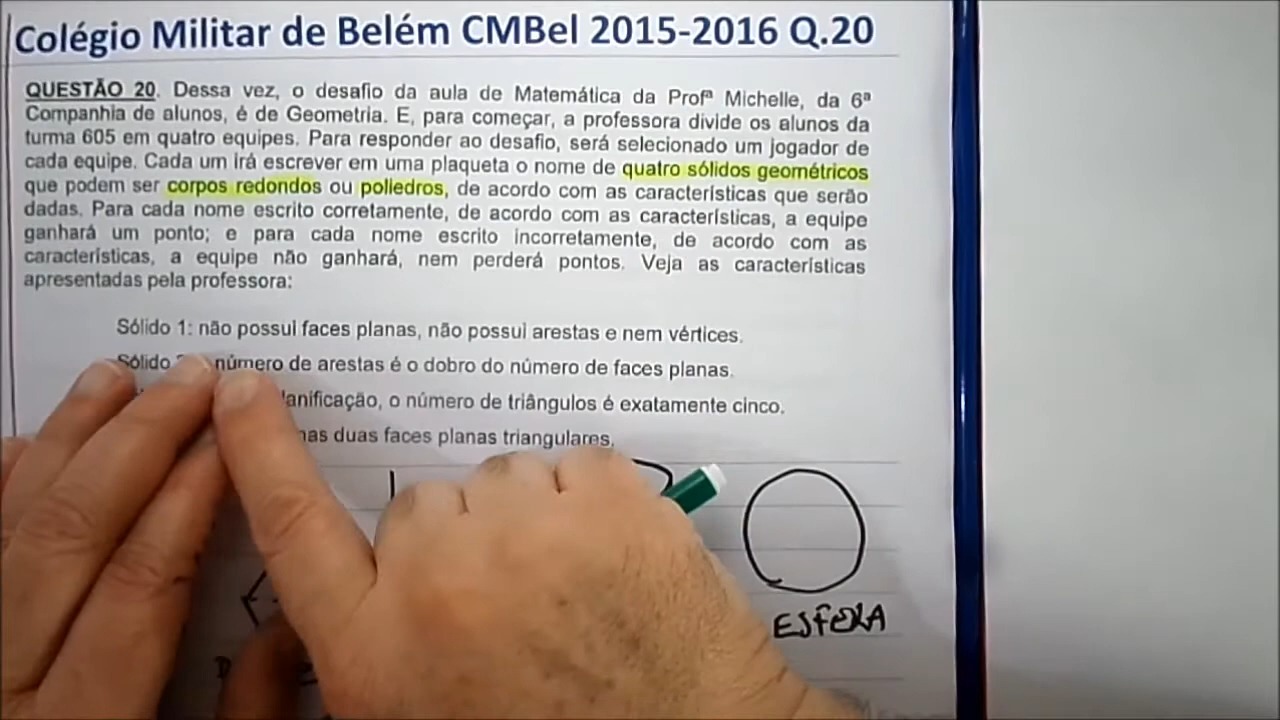 Colégio Militar de Belém CMBel 2015-2016 Q.20
QUESTÃO 20. Dessa vez, o desafio da aula de Matemática da Profª Michelle, da 6ª
Companhia de alunos, é de Geometria. E, para começar, a professora divide os alunos da
turma 605 em quatro equipes. Para responder ao desafio, será selecionado um jogador de
cada equipe. Cada um irá escrever em uma plaqueta o nome de quatro sólidos geométricos
que podem ser corpos redondos ou poliedros, de acordo com as características que serão
dadas. Para cada nome escrito corretamente, de acordo com as características, a equipe
ganhará um ponto; e para cada nome escrito incorretamente, de acordo com as
características, a equipe não ganhará, nem perderá pontos. Veja as características
apresentadas pela professora:
Sólido 1: não possui faces planas, não possui arestas e nem vértices.
Sólido número de arestas é o dobro do número de faces planas.
lanificação, o número de triângulos é exatamente cinco.
nas duas faces planas triangulares.
ESFERA